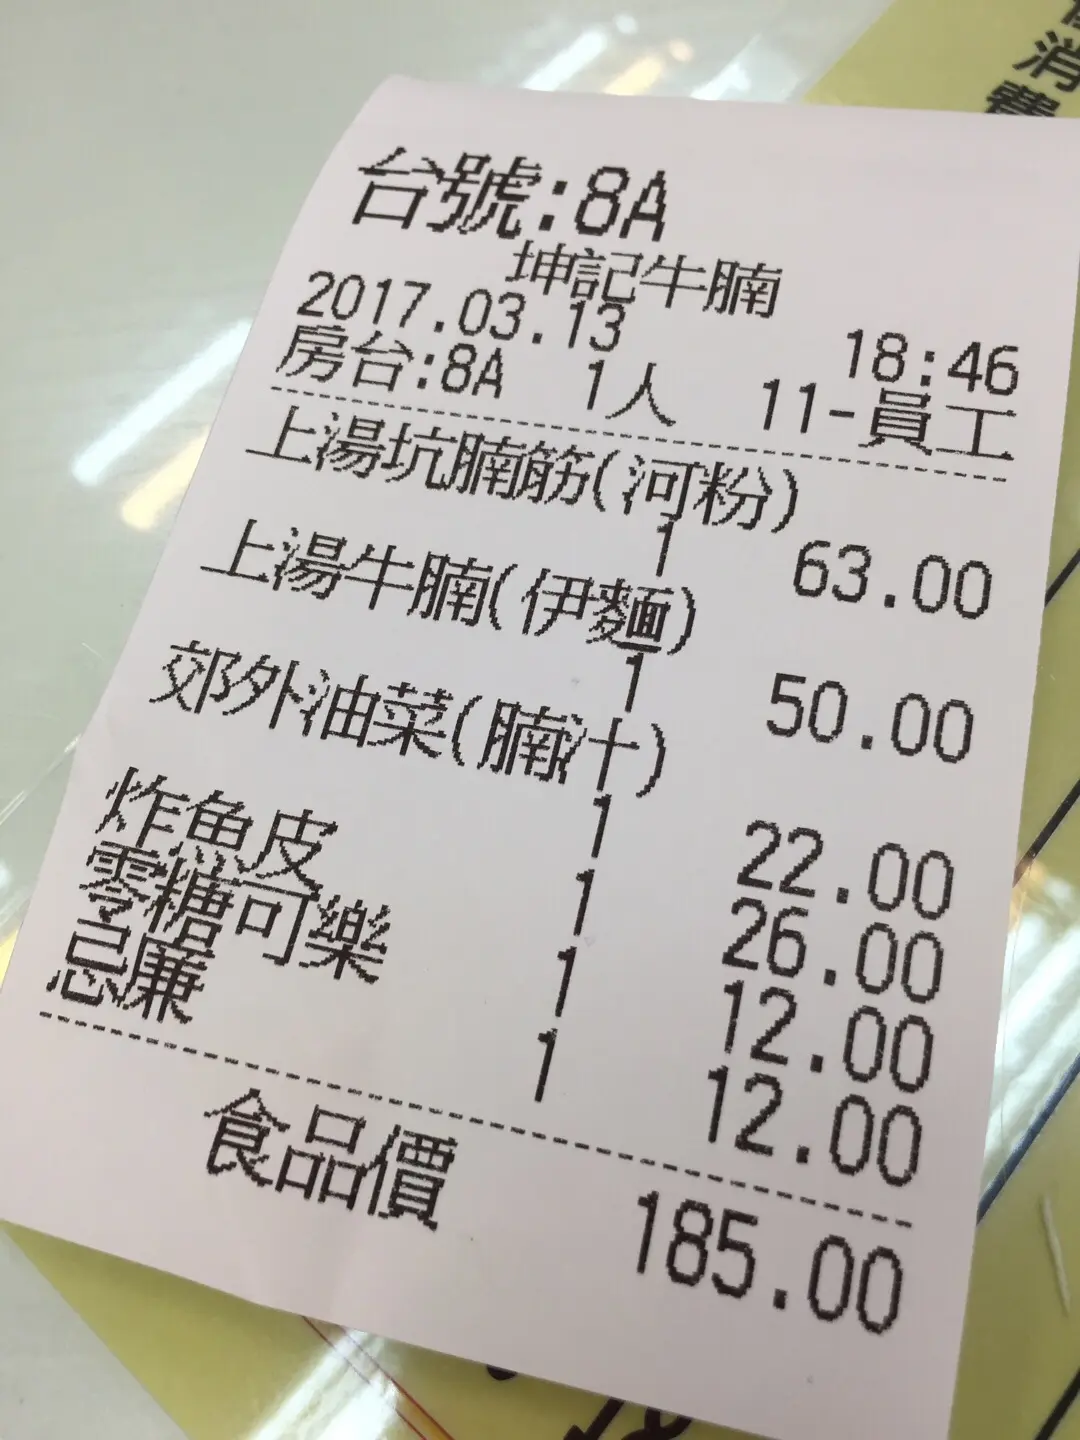 消費
台號:8A
坤記牛腩
2017.03.13 18:46
房台:8A 1人 11-員工
上湯坑腩筋(河粉)
1 63.00
上湯牛腩(伊麵)
1 50.00
郊外油菜(腩汁)
1 22.00
炸魚皮 1 26.00
零糖可樂 1 12.00
忌廉 1 12.00
食品價 185.00